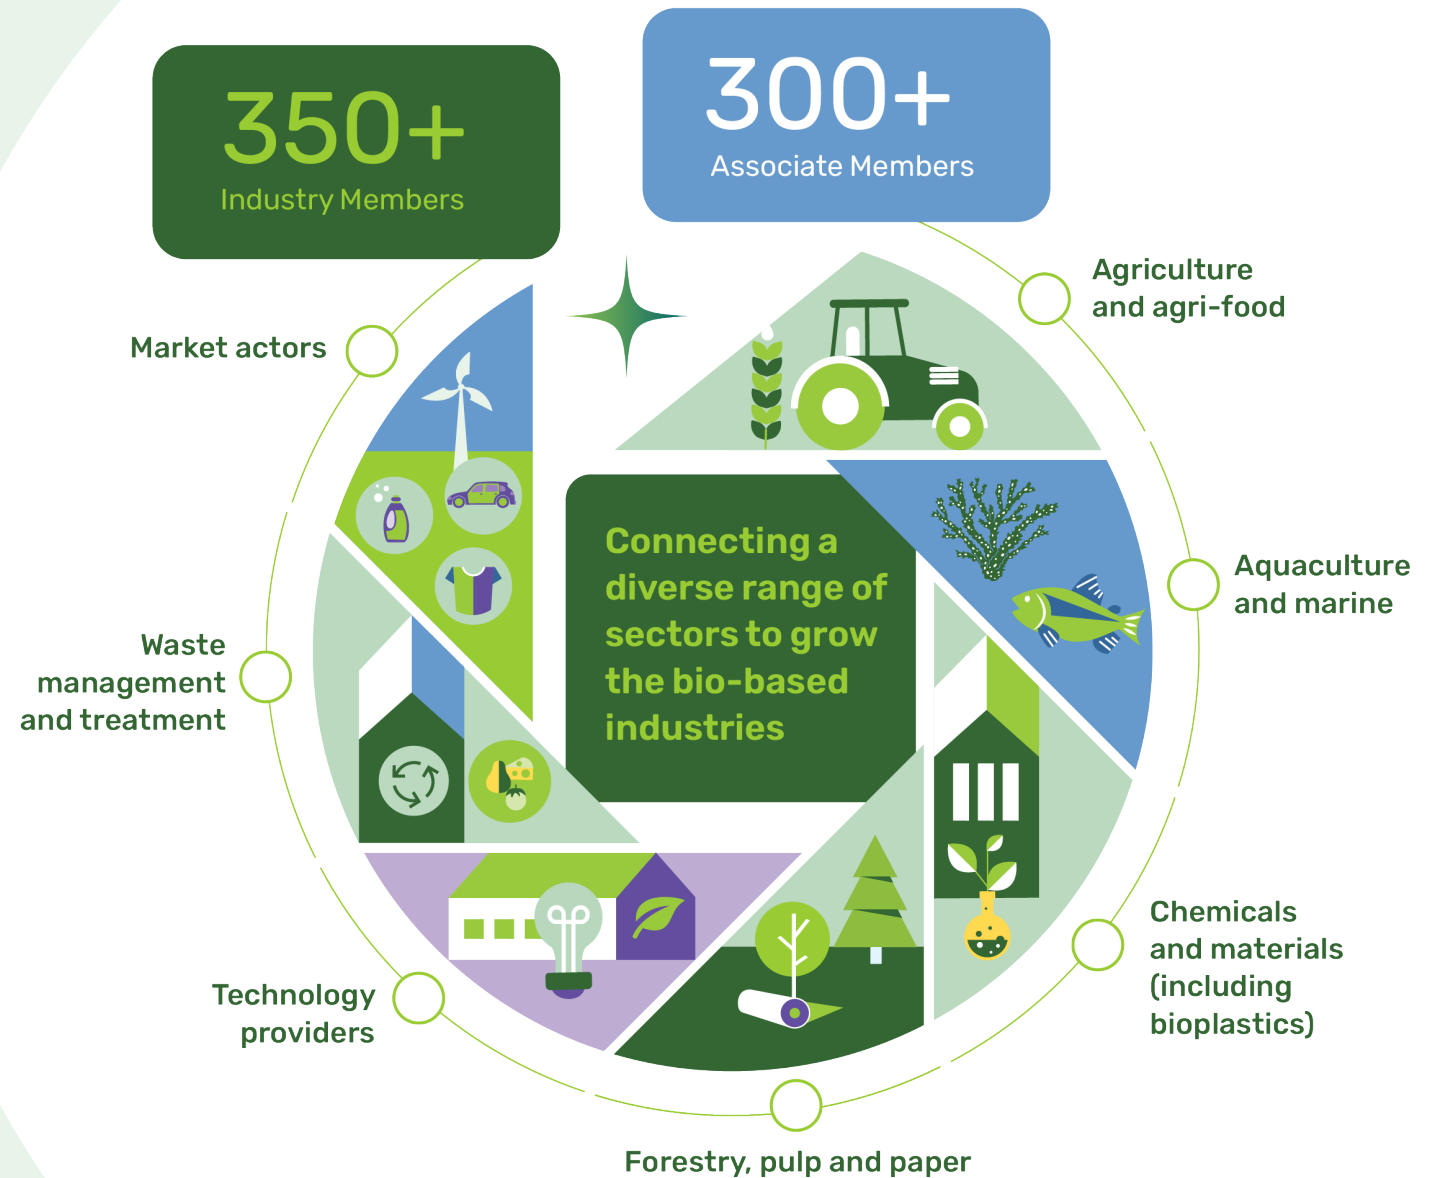 350+
Industry Members
300+
Associate Members
Agriculture
and agri-food
Market actors
Connecting a
diverse range of
sectors to grow
the bio-based
industries
Aquaculture
and marine
Waste
management
and treatment
Chemicals
and materials
(including
bioplastics)
Technology
providers
Forestry, pulp and paper